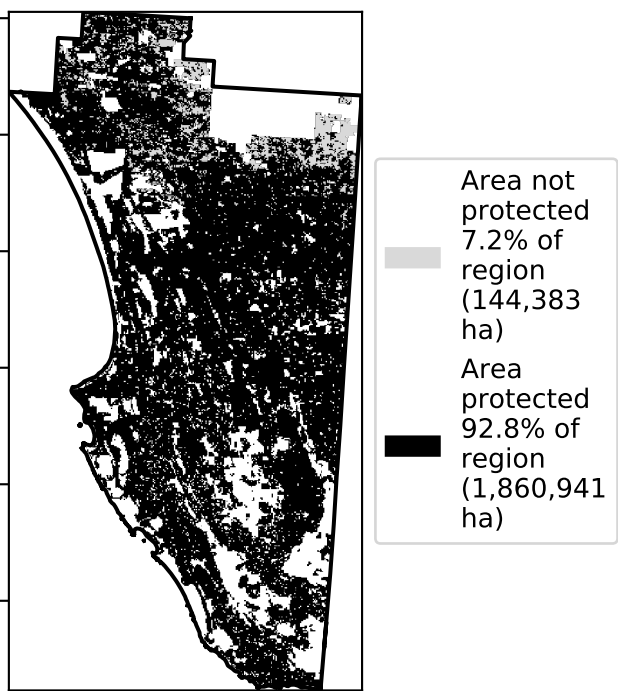 Area not
protected
7.2% of
region
(144,383
ha)
Area
protected
92.8% of
region
(1,860,941
ha)